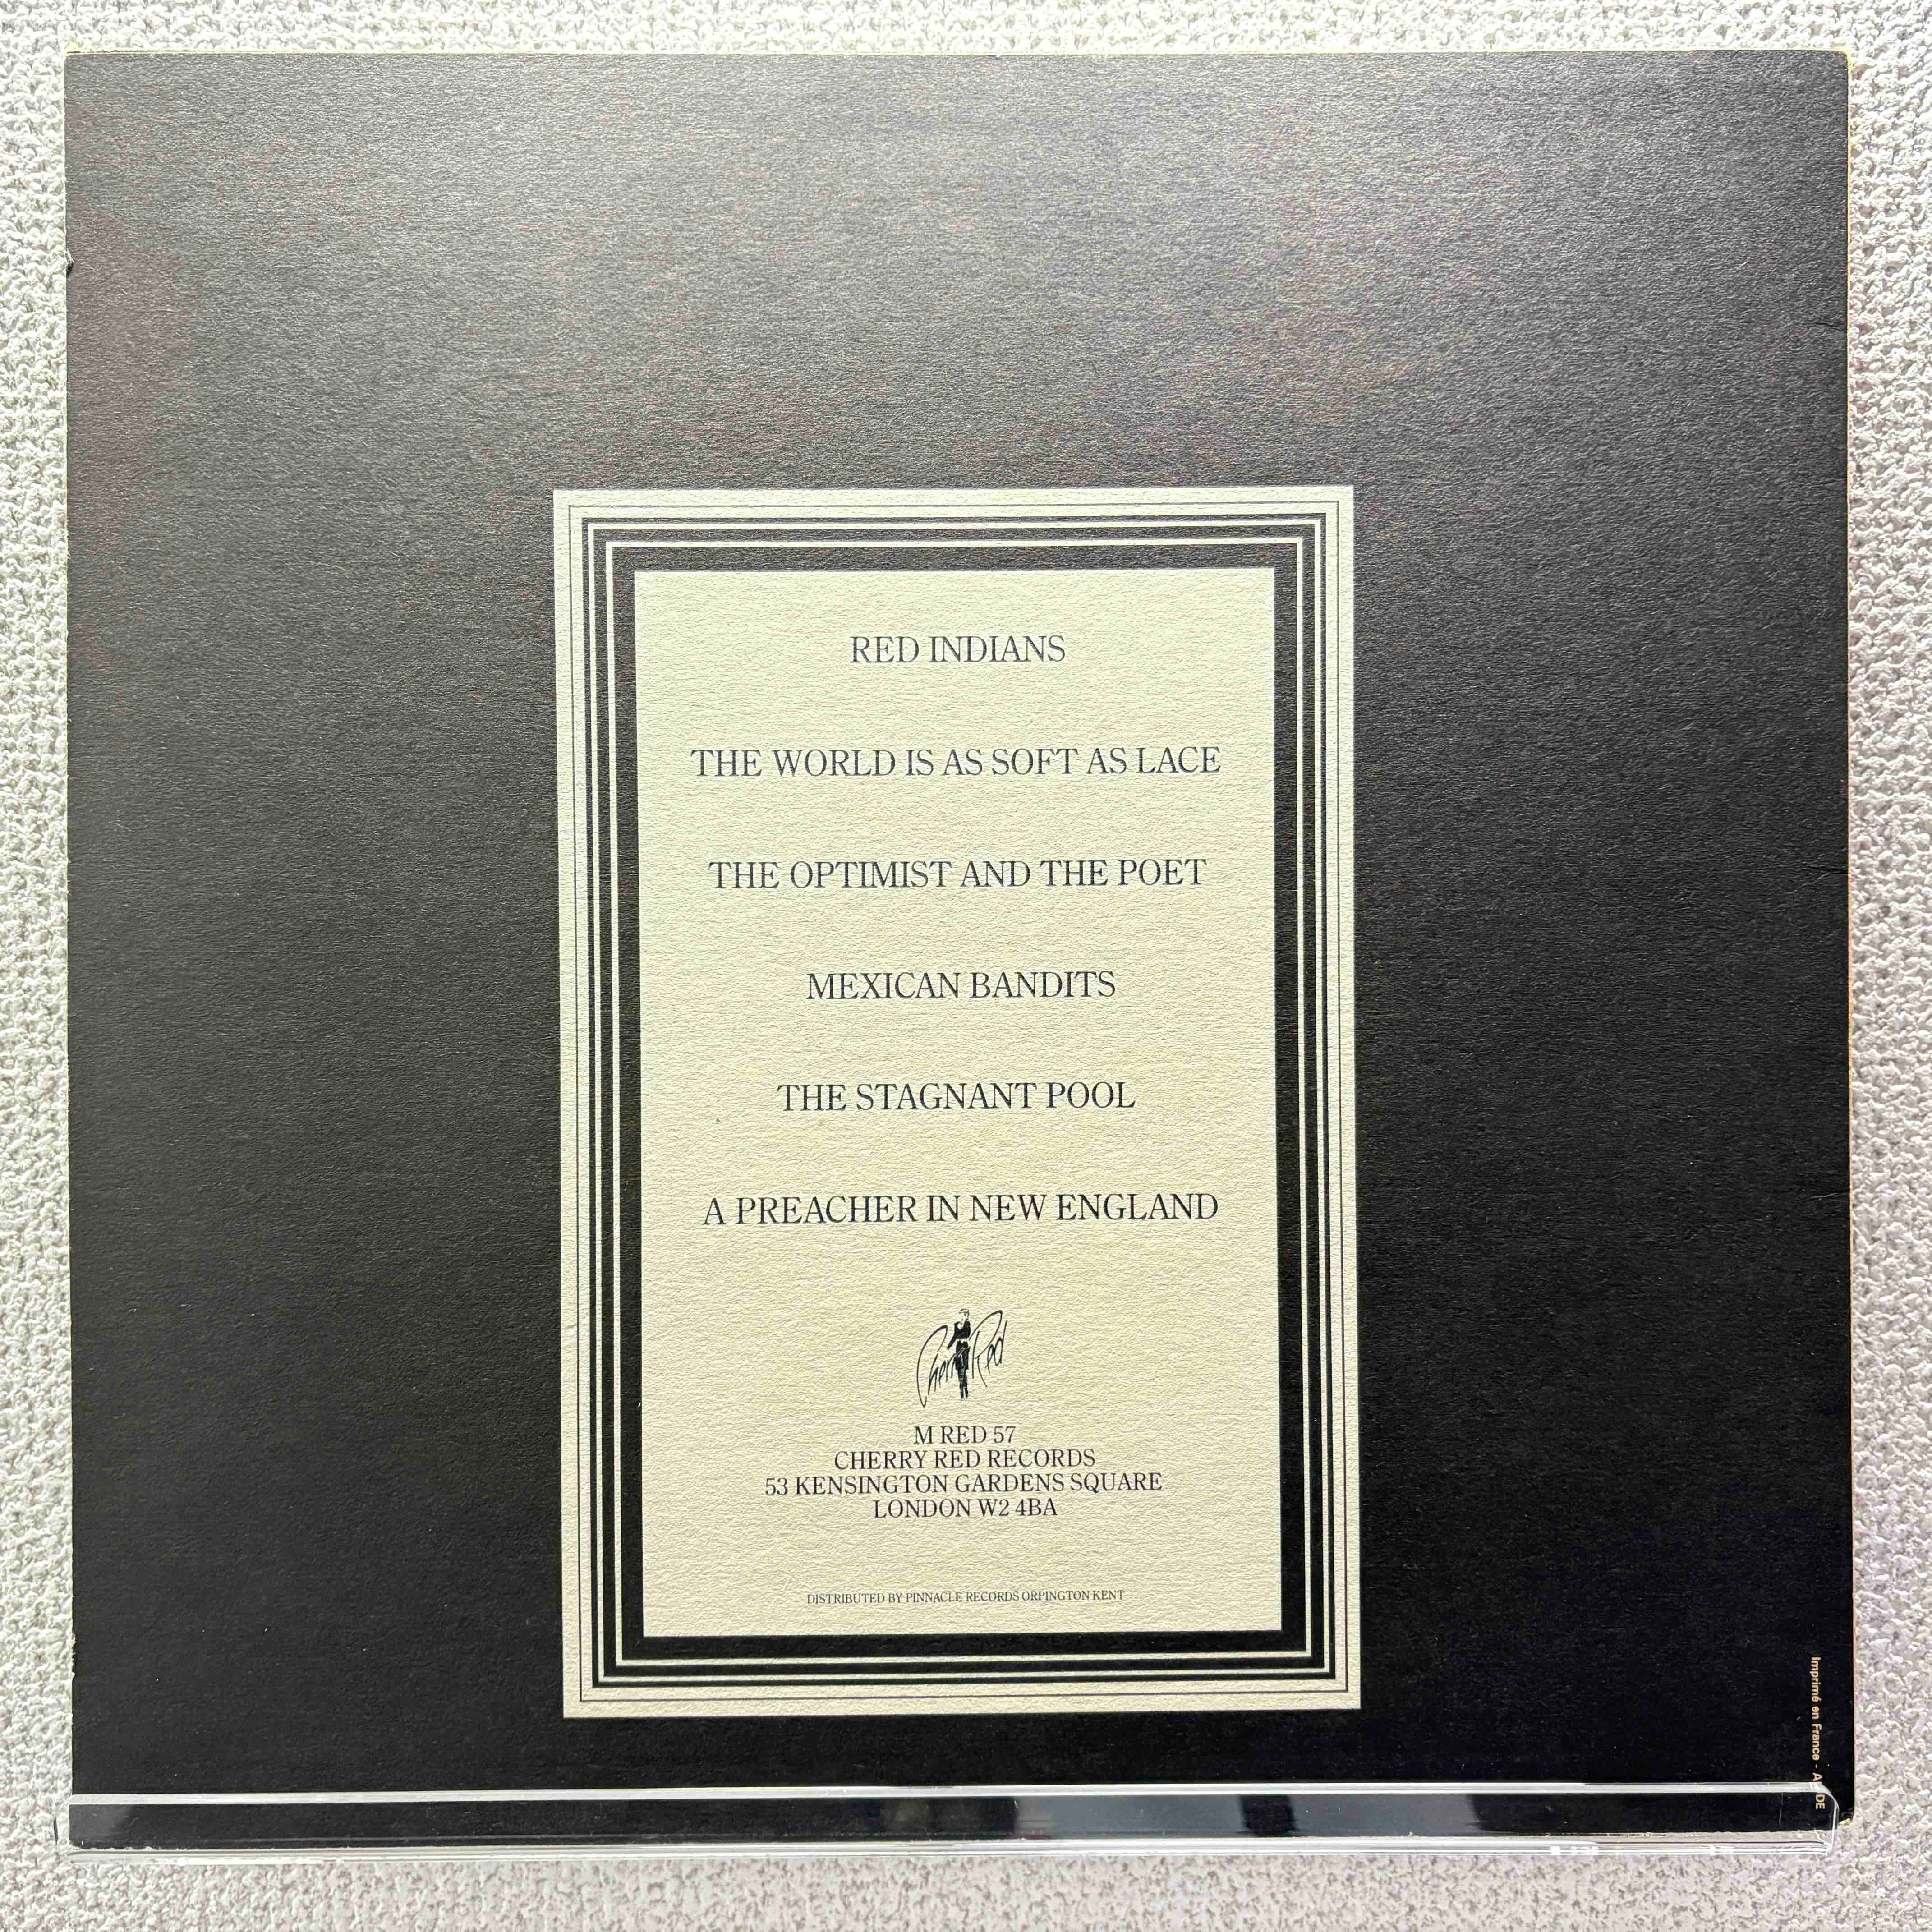 RED INDIANS
THE WORLD IS AS SOFT AS LACE
THE OPTIMIST AND THE POET
MEXICAN BANDITS
THE STAGNANT POOL
A PREACHER IN NEW ENGLAND
Cherry Red
M RED 57
CHERRY RED RECORDS
53 KENSINGTON GARDENS SQUARE
LONDON W2 4BA
DISTRIBUTED BY PINNACLE RECORDS ORPINGTON KENT
Imprimé en France -